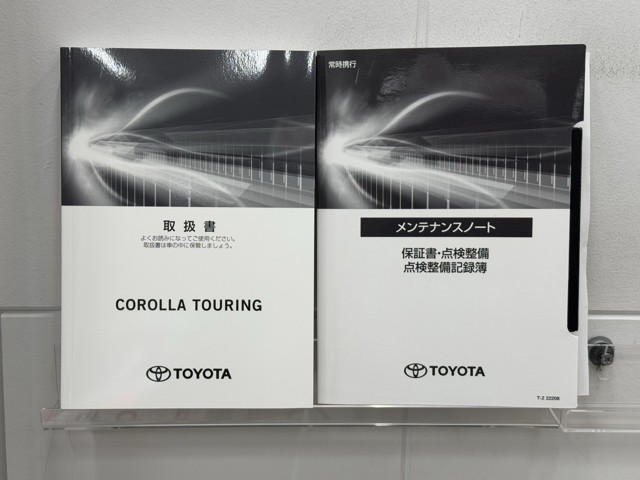 取扱書
よくお読みになってご使用ください。
取扱書は車の中に保管しましょう。
COROLLA TOURING
TOYOTA
常時携行
メンテナンスノート
保証書・点検整備
点検整備記録簿
TOYOTA
T-2 22208